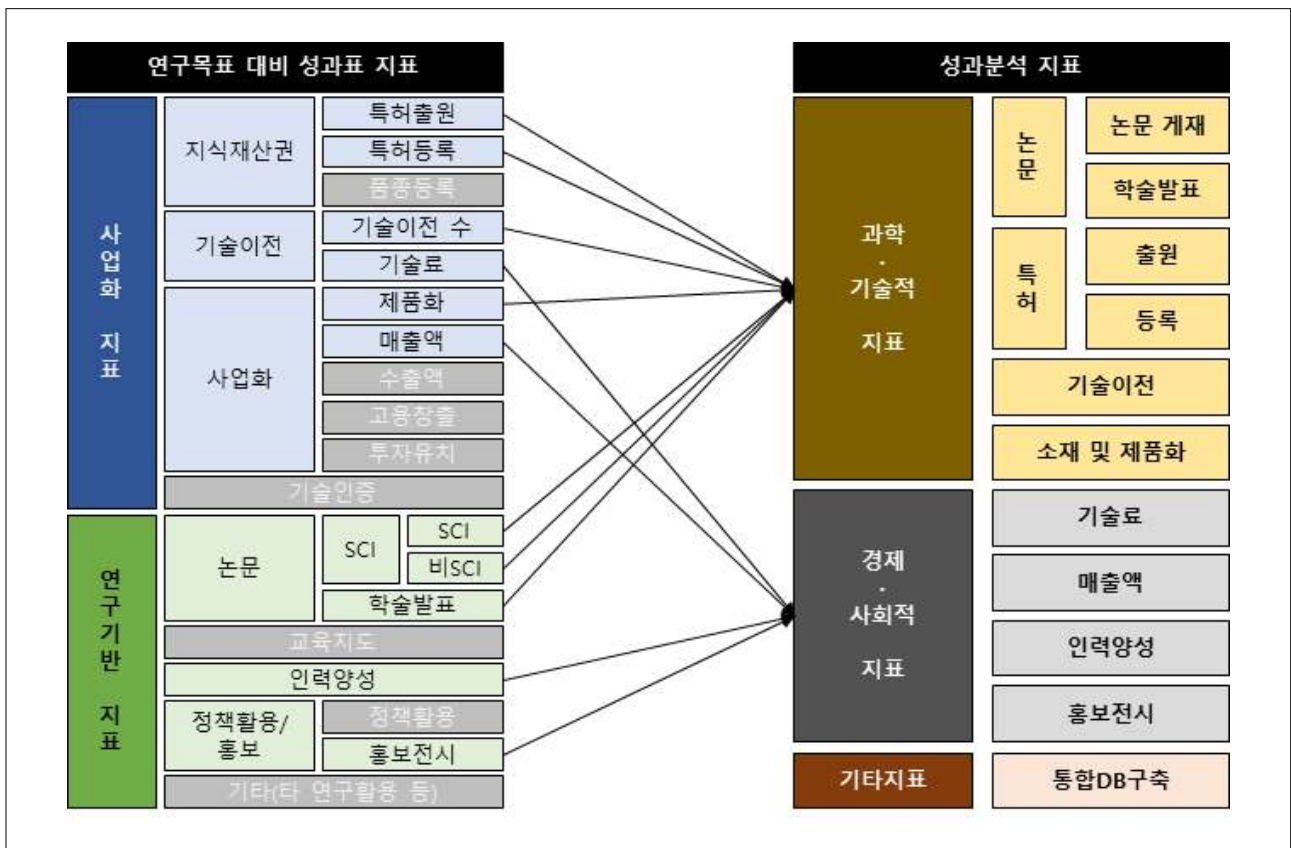 연구목표 대비 성과표 지표
사업화 지표
지식재산권
특허출원
특허등록
품종등록
기술이전
기술이전 수
기술료
사업화
제품화
매출액
수출액
고용창출
투자유치
기술인증
연구기반 지표
논문
SCI
SCI
비SCI
학술발표
교육지도
인력양성
정책활용/
홍보
정책활용
홍보전시
기타(타 연구활용 등)
성과분석 지표
과학
·
기술적
지표
논문
논문 게재
학술발표
특허
출원
등록
기술이전
소재 및 제품화
경제
·
사회적
지표
기술료
매출액
인력양성
홍보전시
기타지표
통합DB구축